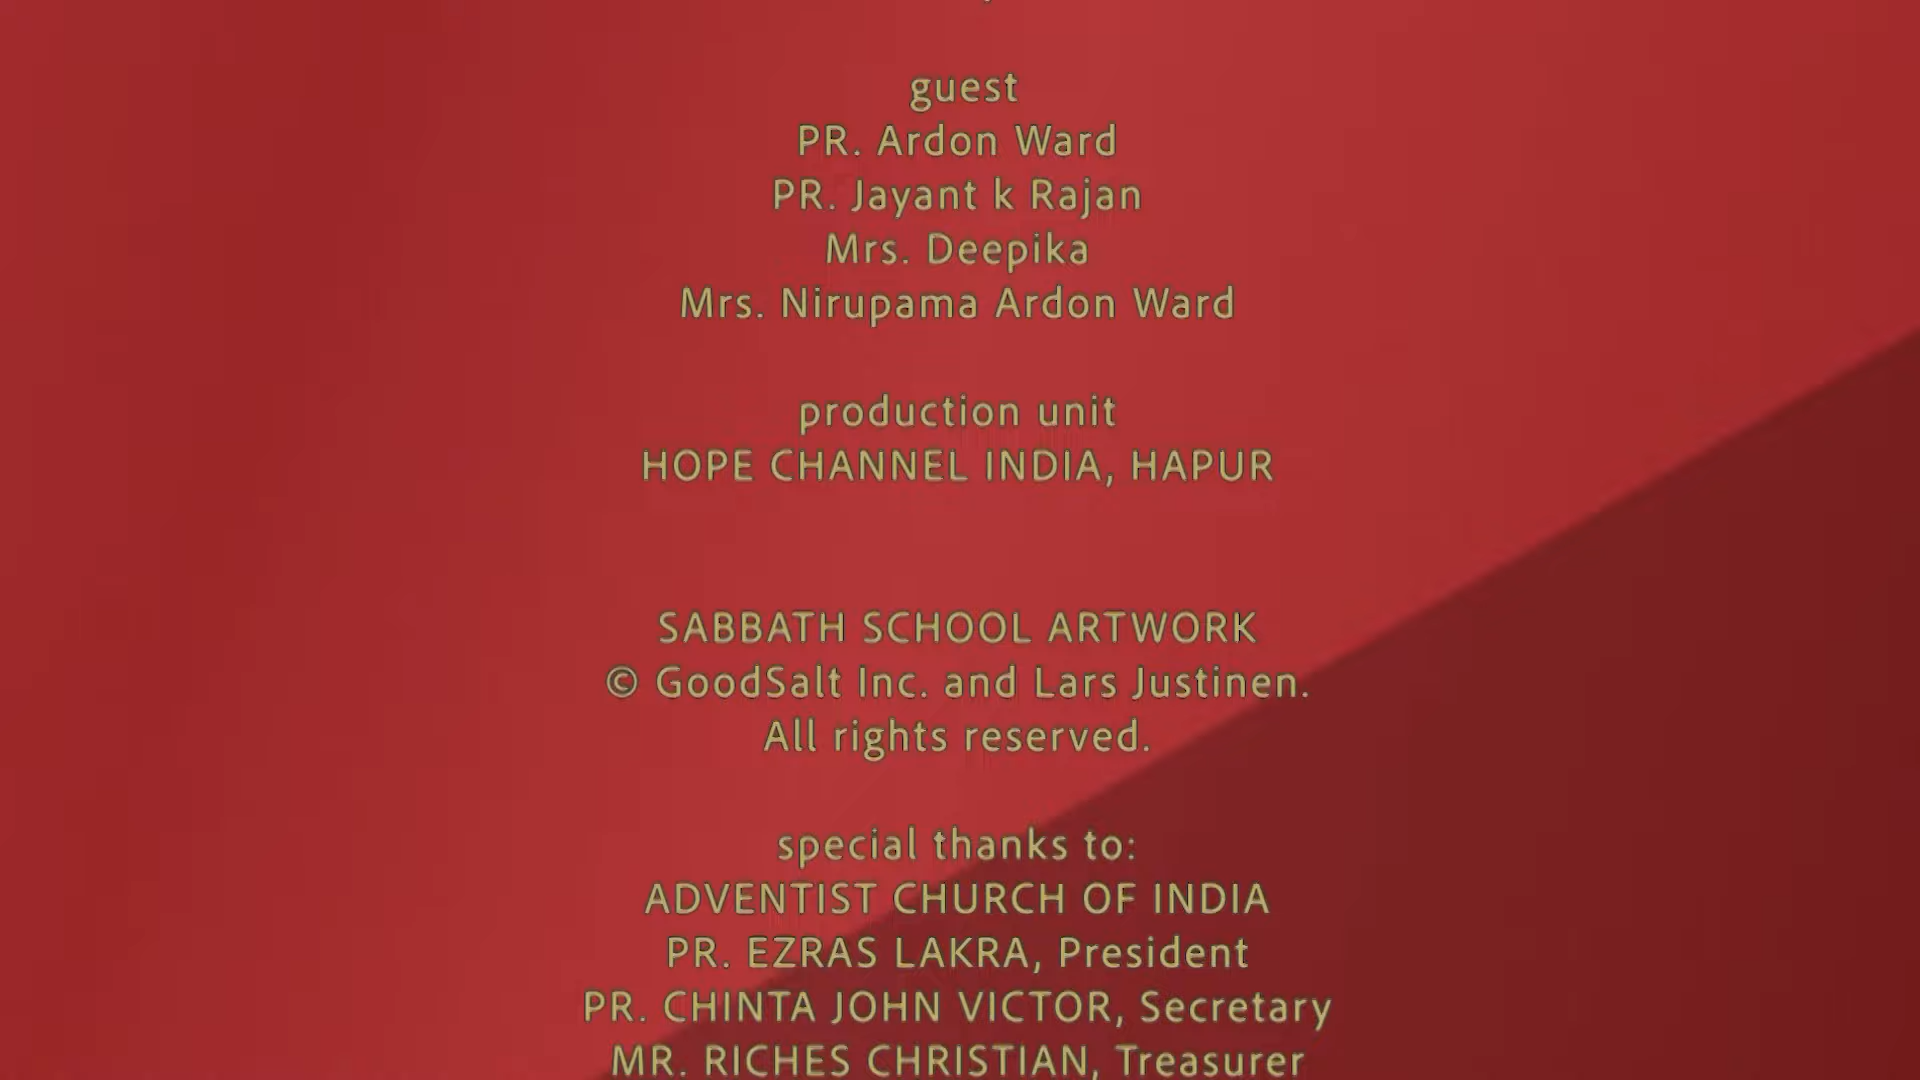 guest
PR. Ardon Ward
PR. Jayant k Rajan
Mrs. Deepika
Mrs. Nirupama Ardon Ward
production unit
HOPE CHANNEL INDIA, HAPUR
SABBATH SCHOOL ARTWORK
© GoodSalt Inc. and Lars Justinen.
All rights reserved.
special thanks to:
ADVENTIST CHURCH OF INDIA
PR. EZRAS LAKRA, President
PR. CHINTA JOHN VICTOR, Secretary
MR. RICHES CHRISTIAN, Treasurer